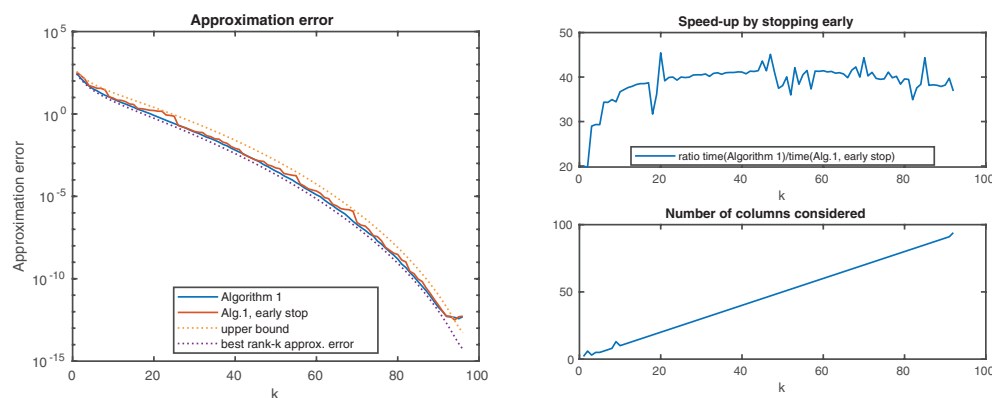 Approximation error
10^5
10^0
10^-5
10^-10
10^-15
Approximation error
Algorithm 1
Alg.1, early stop
upper bound
best rank-k approx. error
0 20 40 60 80 100
k
Speed-up by stopping early
50
40
30
20
ratio time(Algorithm 1)/time(Alg.1, early stop)
0 20 40 60 80 100
k
Number of columns considered
100
50
0
0 20 40 60 80 100
k